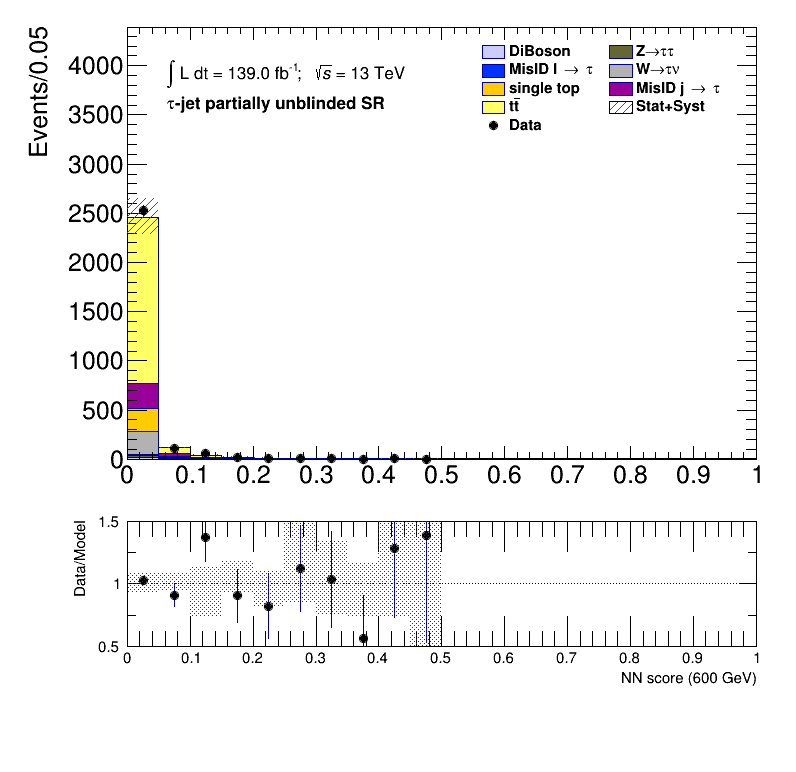 Events/0.05
4000
3500
3000
2500
2000
1500
1000
500
0
0 0.1 0.2 0.3 0.4 0.5 0.6 0.7 0.8 0.9 1
∫ L dt = 139.0 fb⁻¹; √s = 13 TeV
τ-jet partially unblinded SR
DiBoson
MisID l → τ
single top
tt̄
Data
Z→ττ
W→τν
MisID j → τ
Stat+Syst
Data/Model
1.5
1
0.5
0 0.1 0.2 0.3 0.4 0.5 0.6 0.7 0.8 0.9 1
NN score (600 GeV)